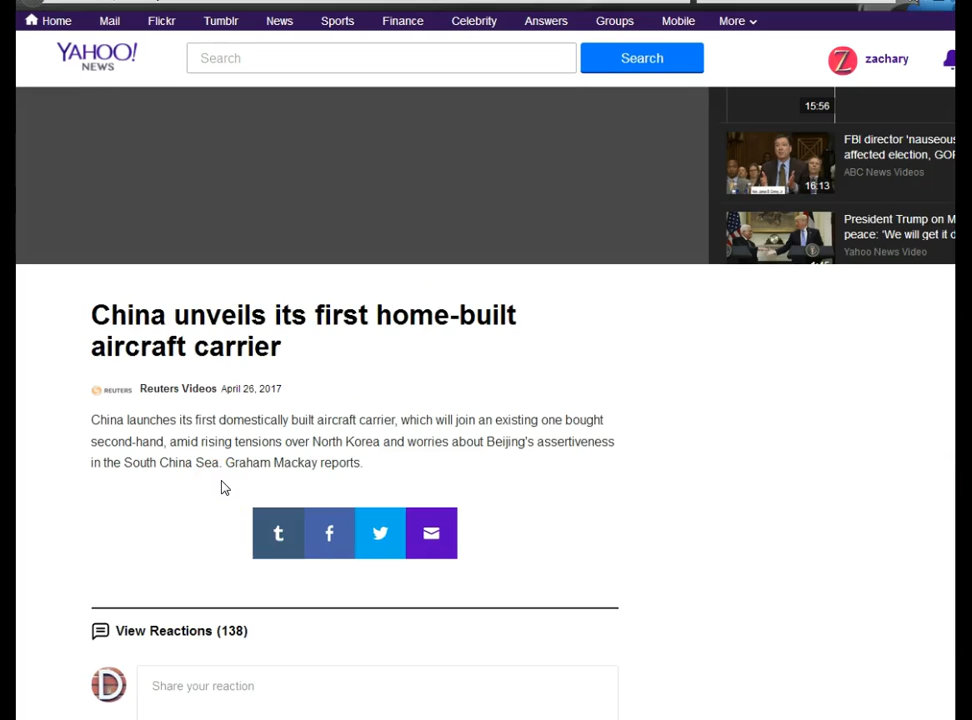 Home Mail Flickr Tumblr News Sports Finance Celebrity Answers Groups Mobile More
YAHOO!
NEWS
Search
Search
Z
zachary
15:56
FBI director 'nauseous
affected election, GOP
ABC News Videos
16:13
President Trump on M
peace: 'We will get it d
Yahoo News Video
China unveils its first home-built
aircraft carrier
REUTERS Reuters Videos April 26, 2017
China launches its first domestically built aircraft carrier, which will join an existing one bought
second-hand, amid rising tensions over North Korea and worries about Beijing's assertiveness
in the South China Sea. Graham Mackay reports.
t f
View Reactions (138)
D
Share your reaction